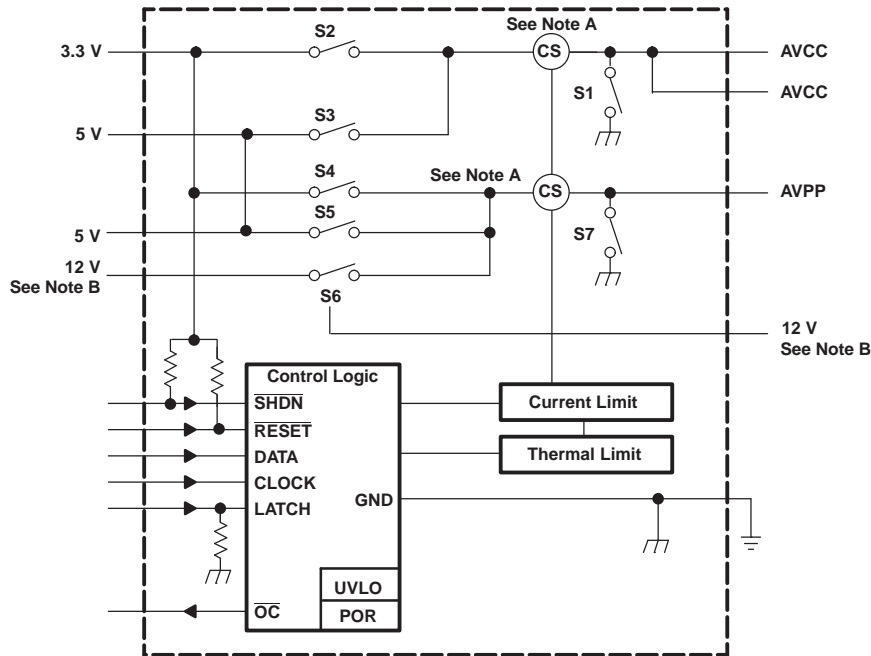 See Note A
S2
3.3 V
CS
AVCC
S1
AVCC
S3
5 V
S4
See Note A
CS
AVPP
S5
5 V
S7
12 V
See Note B
S6
12 V
See Note B
Control Logic
SHDN
Current Limit
RESET
DATA
Thermal Limit
CLOCK
LATCH
GND
UVLO
OC
POR